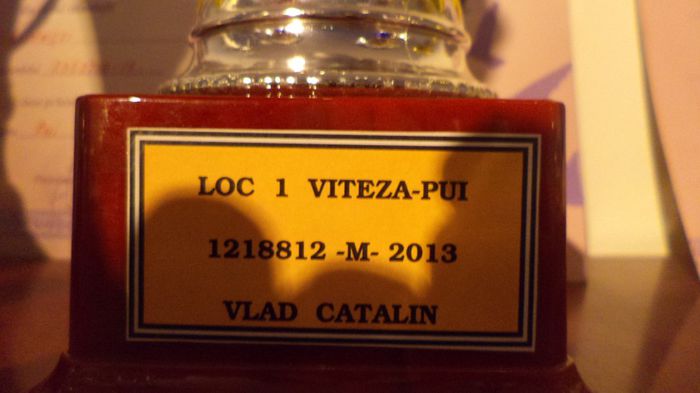 LOC 1 VITEZA-PUI
1218812 -M- 2013
VLAD CATALIN